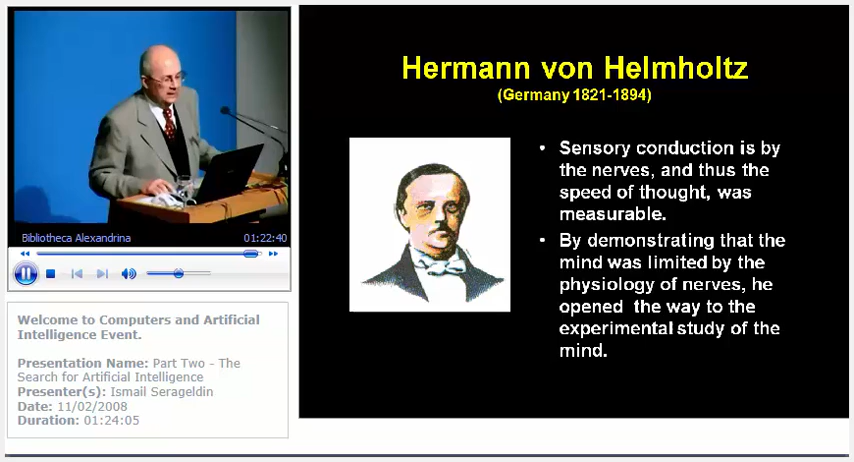 Hermann von Helmholtz
(Germany 1821-1894)
• Sensory conduction is by
the nerves, and thus the
speed of thought, was
measurable.
• By demonstrating that the
mind was limited by the
physiology of nerves, he
opened the way to the
experimental study of the
mind.
Bibliotheca Alexandrina 01:22:40
Welcome to Computers and Artificial
Intelligence Event.
Presentation Name: Part Two - The
Search for Artificial Intelligence
Presenter(s): Ismail Serageldin
Date: 11/02/2008
Duration: 01:24:05